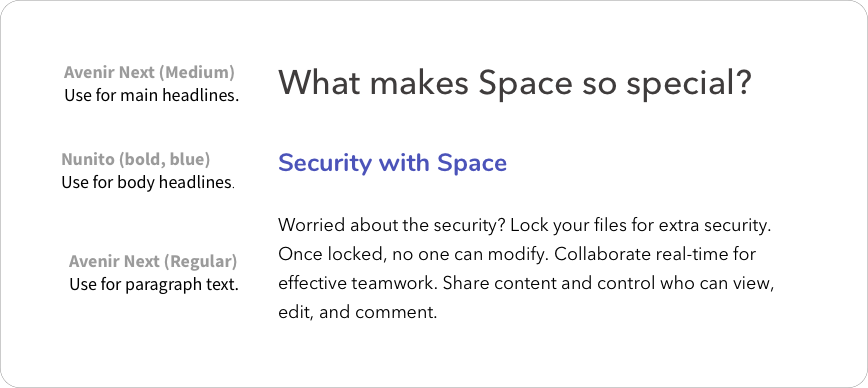 Avenir Next (Medium)
Use for main headlines.
What makes Space so special?
Nunito (bold, blue)
Use for body headlines.
Security with Space
Avenir Next (Regular)
Use for paragraph text.
Worried about the security? Lock your files for extra security.
Once locked, no one can modify. Collaborate real-time for
effective teamwork. Share content and control who can view,
edit, and comment.